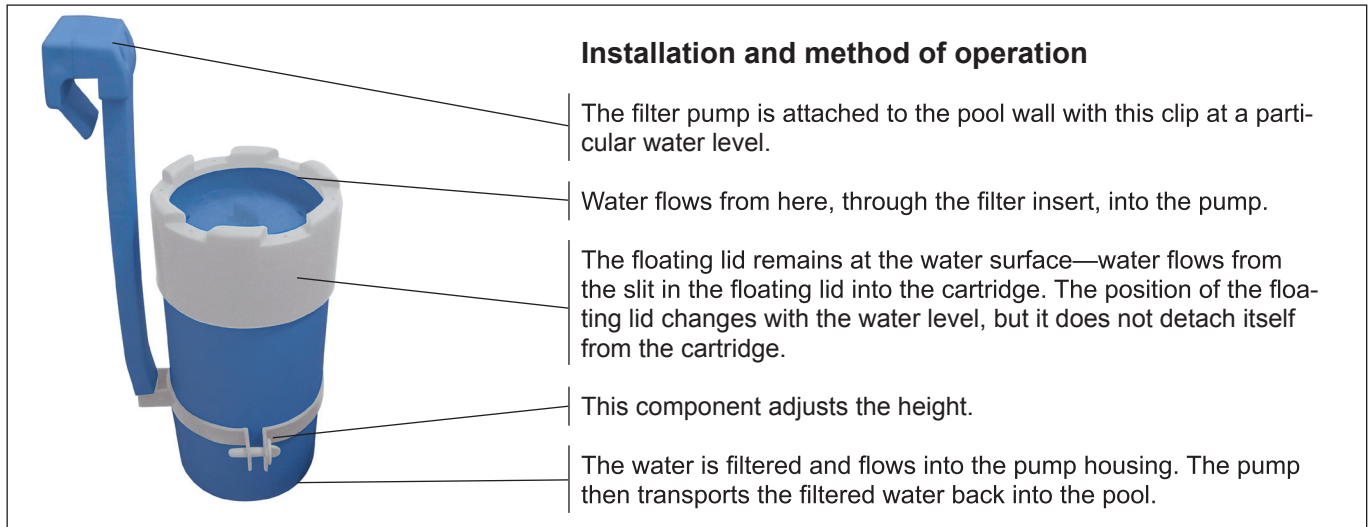 Installation and method of operation
The filter pump is attached to the pool wall with this clip at a parti-
cular water level.
Water flows from here, through the filter insert, into the pump.
The floating lid remains at the water surface—water flows from
the slit in the floating lid into the cartridge. The position of the floa-
ting lid changes with the water level, but it does not detach itself
from the cartridge.
This component adjusts the height.
The water is filtered and flows into the pump housing. The pump
then transports the filtered water back into the pool.